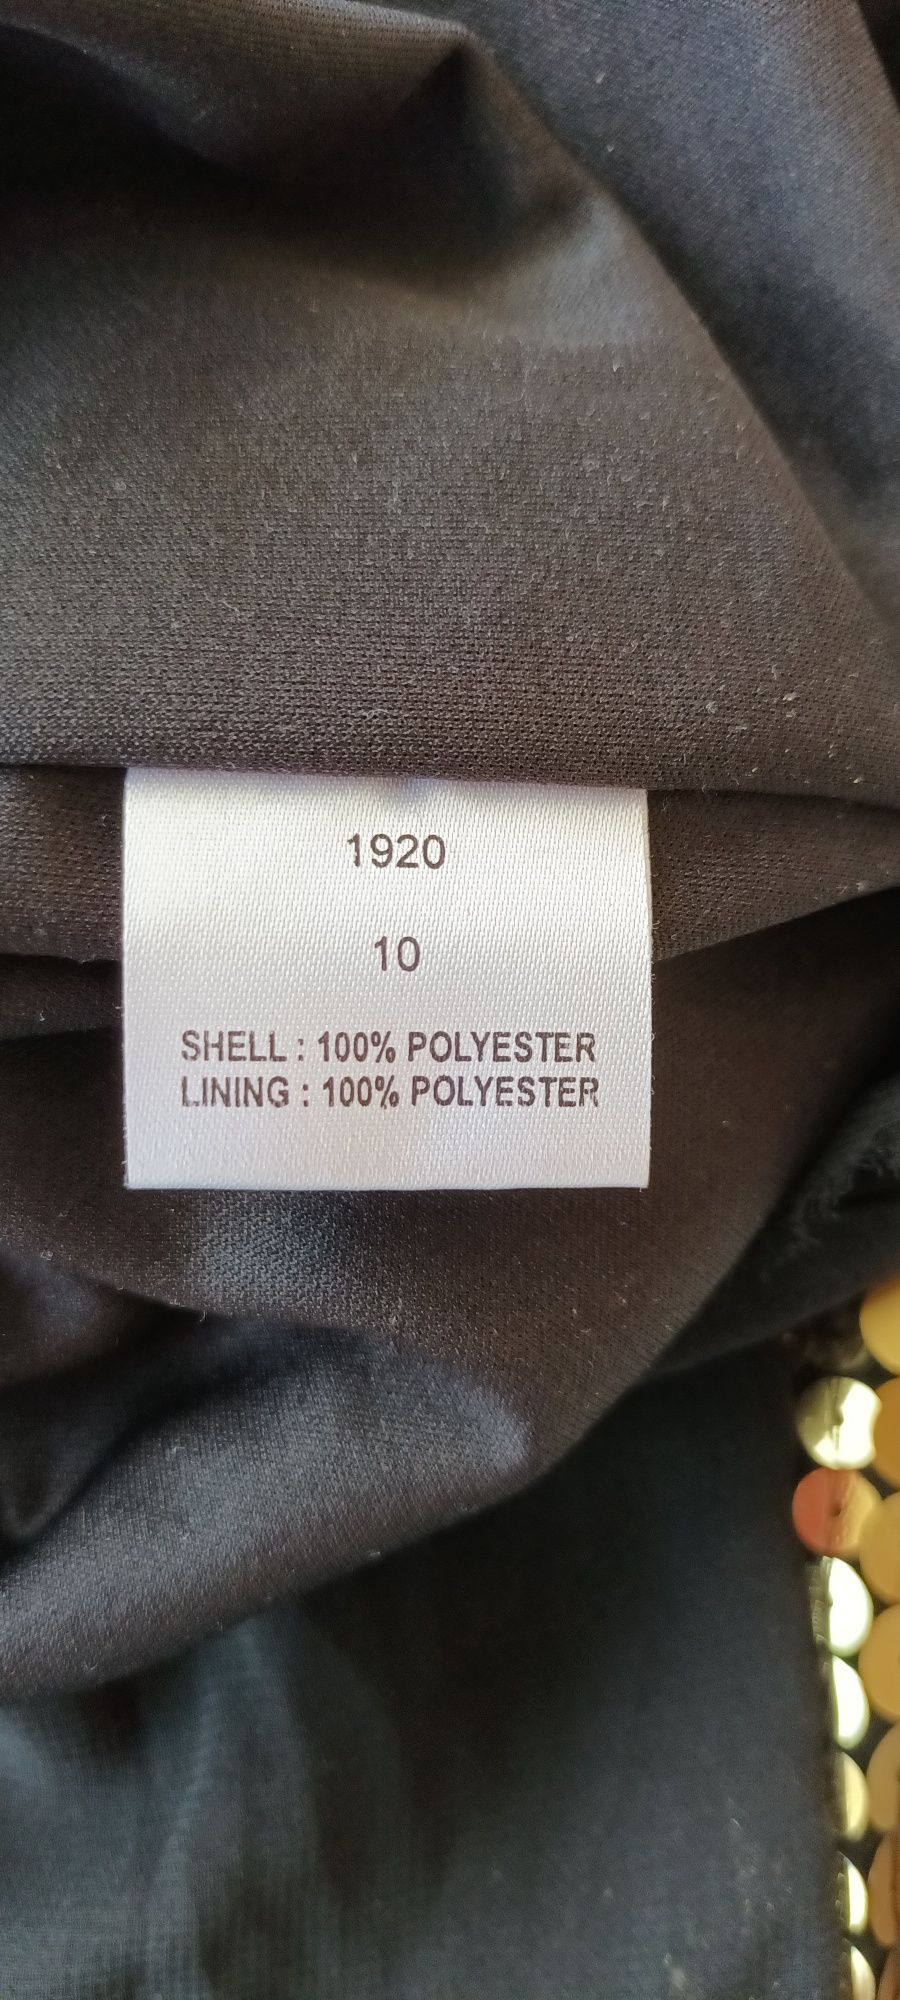 1920
10
SHELL : 100% POLYESTER
LINING : 100% POLYESTER